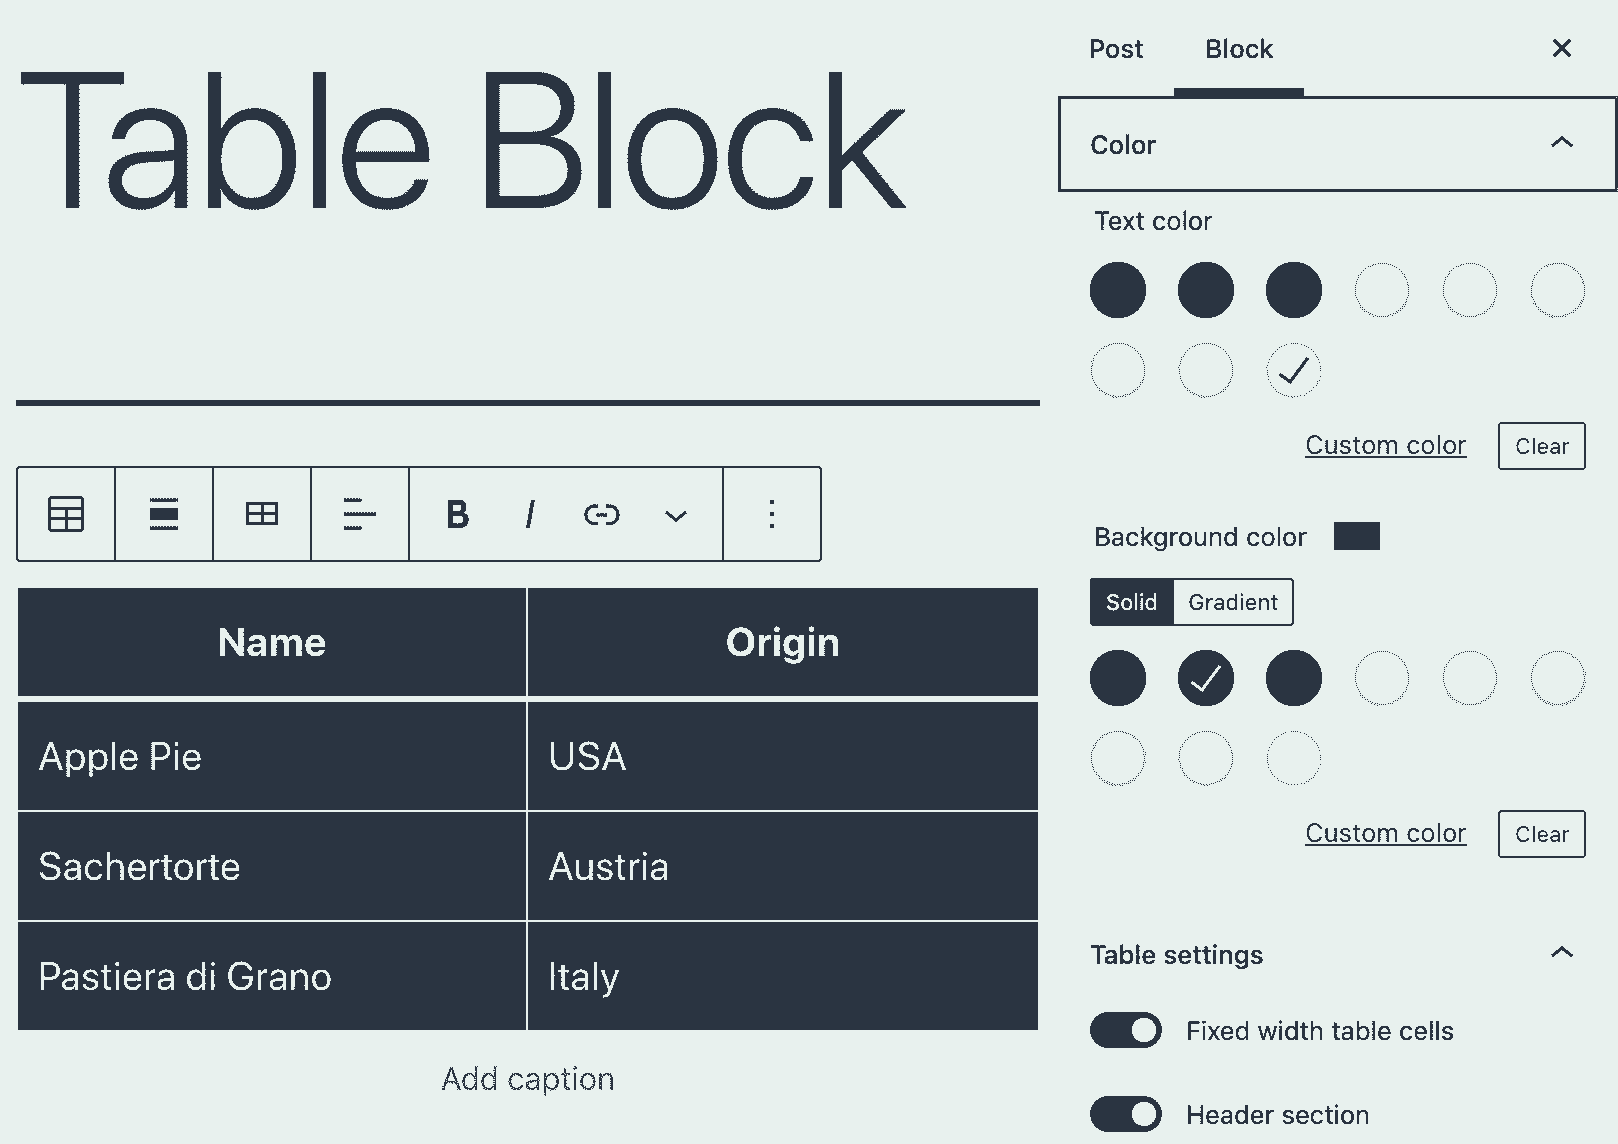 Table Block
B I
Name Origin
Apple Pie USA
Sachertorte Austria
Pastiera di Grano Italy
Add caption
Post Block
Color
Text color
Custom color Clear
Background color
Solid Gradient
Custom color Clear
Table settings
Fixed width table cells
Header section